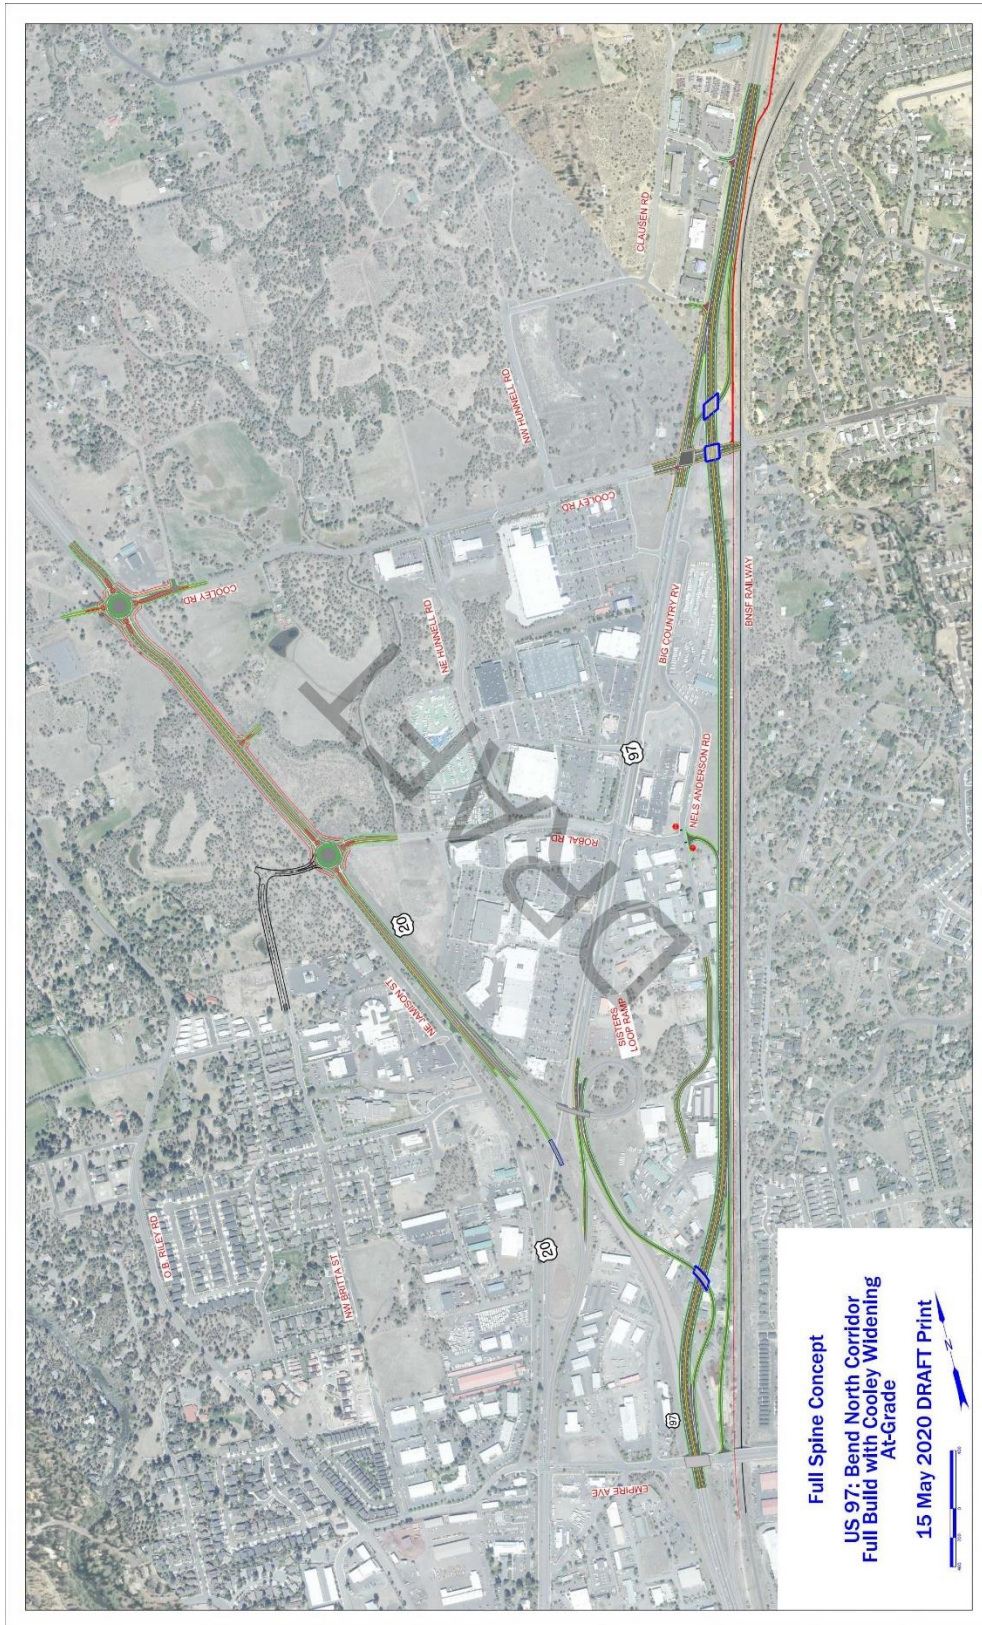 CLAUSEN RD
NW HUNNELL RD
COOLEY RD
COOLEY RD
NE HUNNELL RD
BIG COUNTRY RV
BNSF RAILWAY
97
NELS ANDERSON RD
ROBAL RD
20
NE JAMISON ST
SISTERS
LOOP RAMP
O.B. RILEY RD
NW BRITTA ST
20
97
EMPIRE AVE
DRAFT
Full Spine Concept
US 97: Bend North Corridor
Full Build with Cooley Widening
At-Grade
15 May 2020 DRAFT Print
N